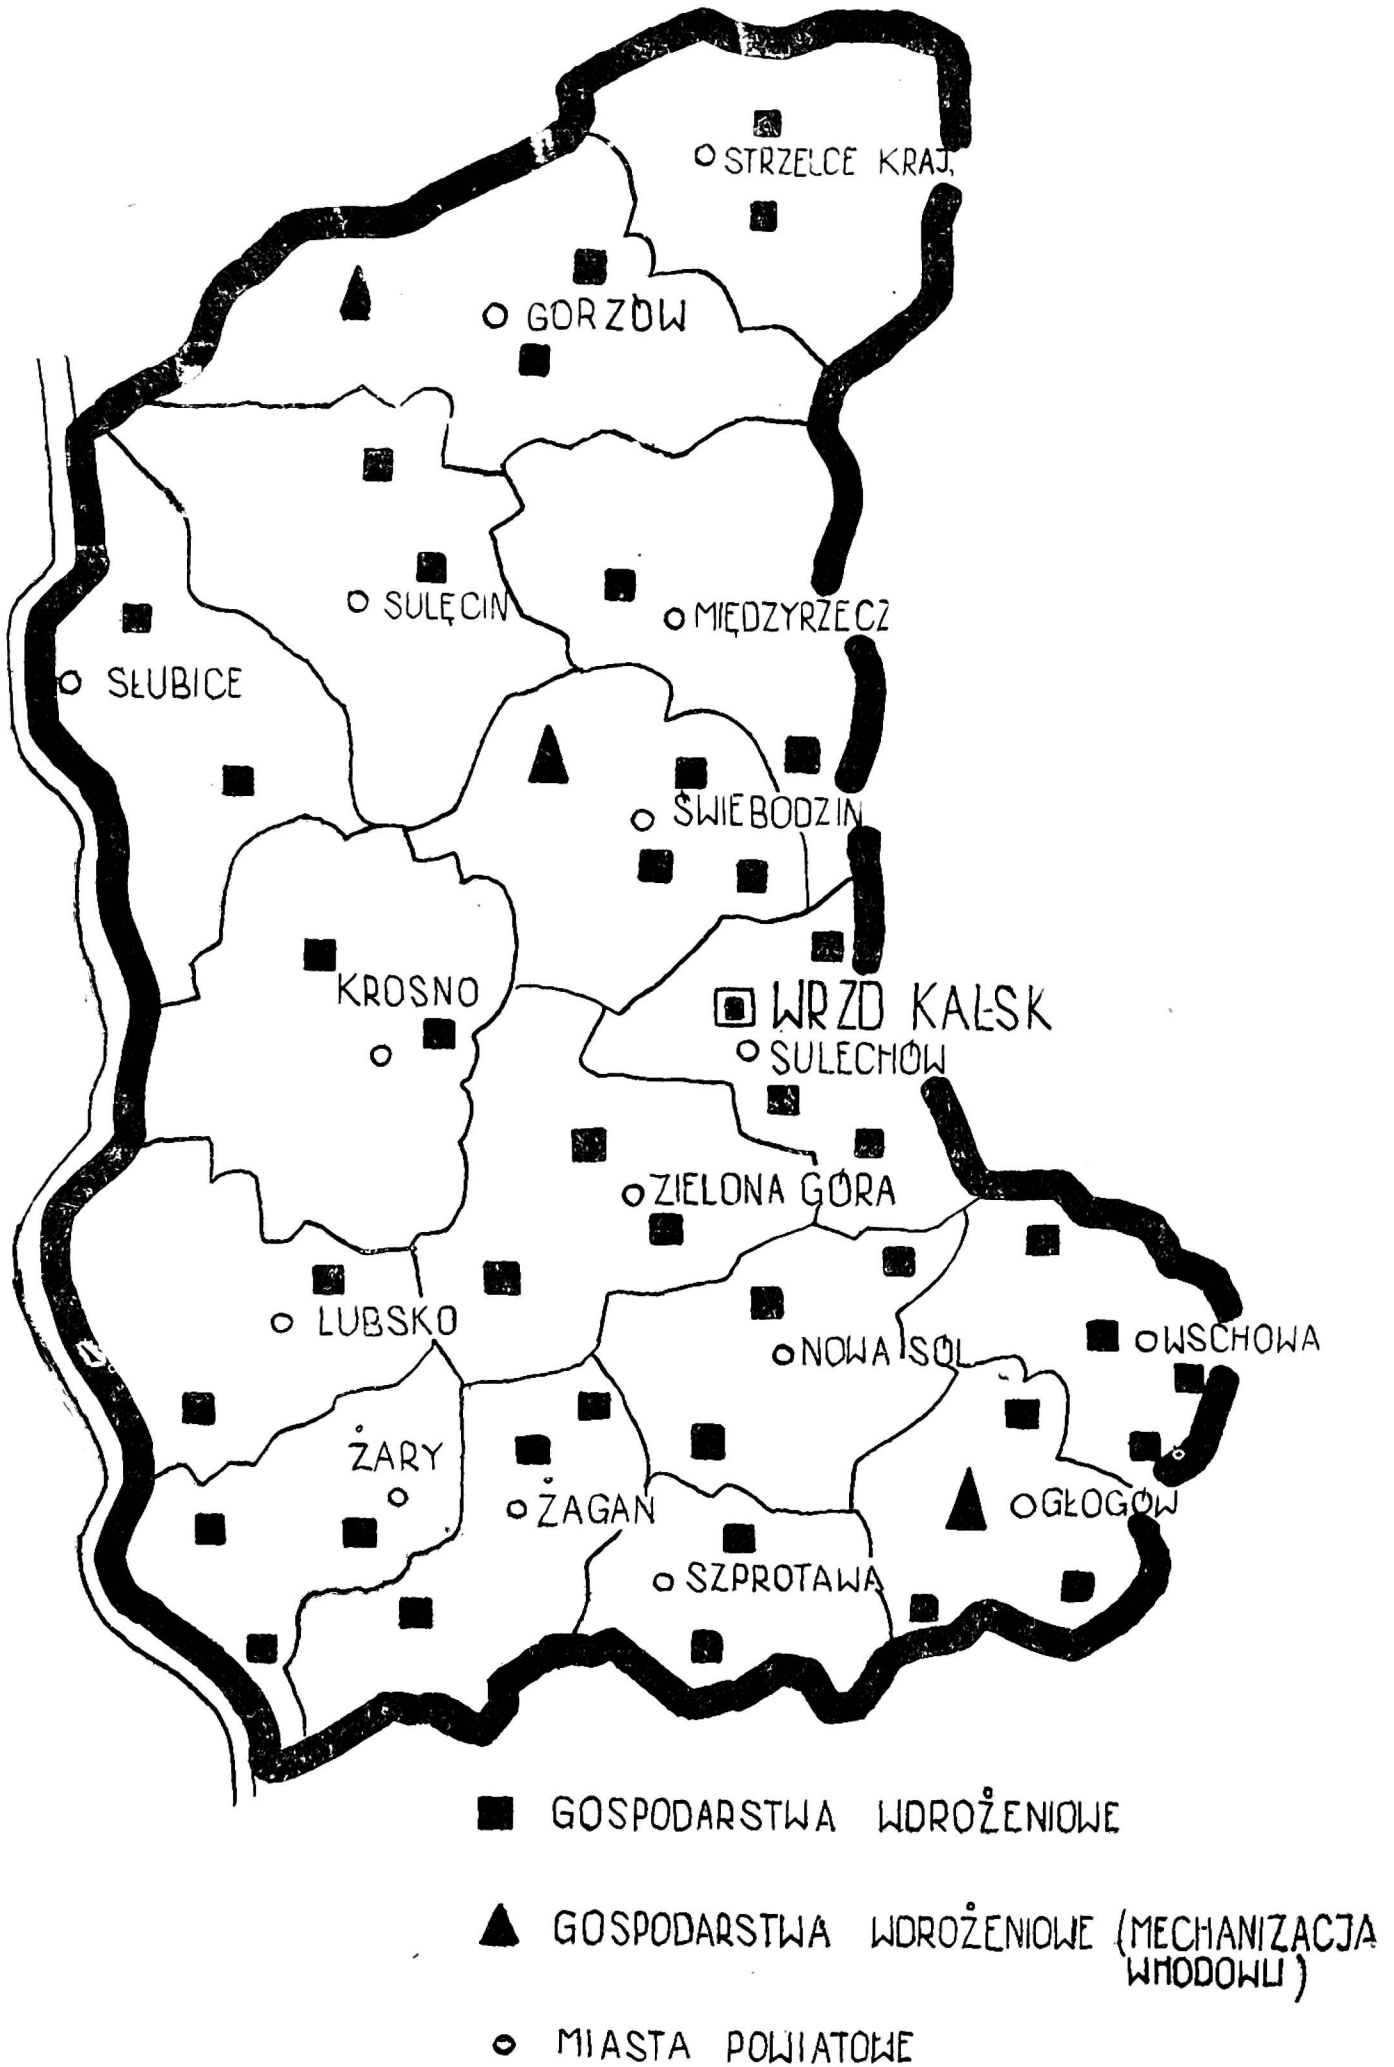 STRZELCE KRAJ.
GORZÓW
SULĘCIN
MIĘDZYRZECZ
SŁUBICE
ŚWIEBODZIN
KROSNO
WRZD KALSK
SULECHÓW
ZIELONA GÓRA
LUBSKO
NOWA SÓL
WSCHOWA
ŻARY
ŻAGAŃ
GŁOGÓW
SZPROTAWA
GOSPODARSTWA WDROŻENIOWE
GOSPODARSTWA WDROŻENIOWE (MECHANIZACJA
WHODOWLI)
MIASTA POWIATOWE